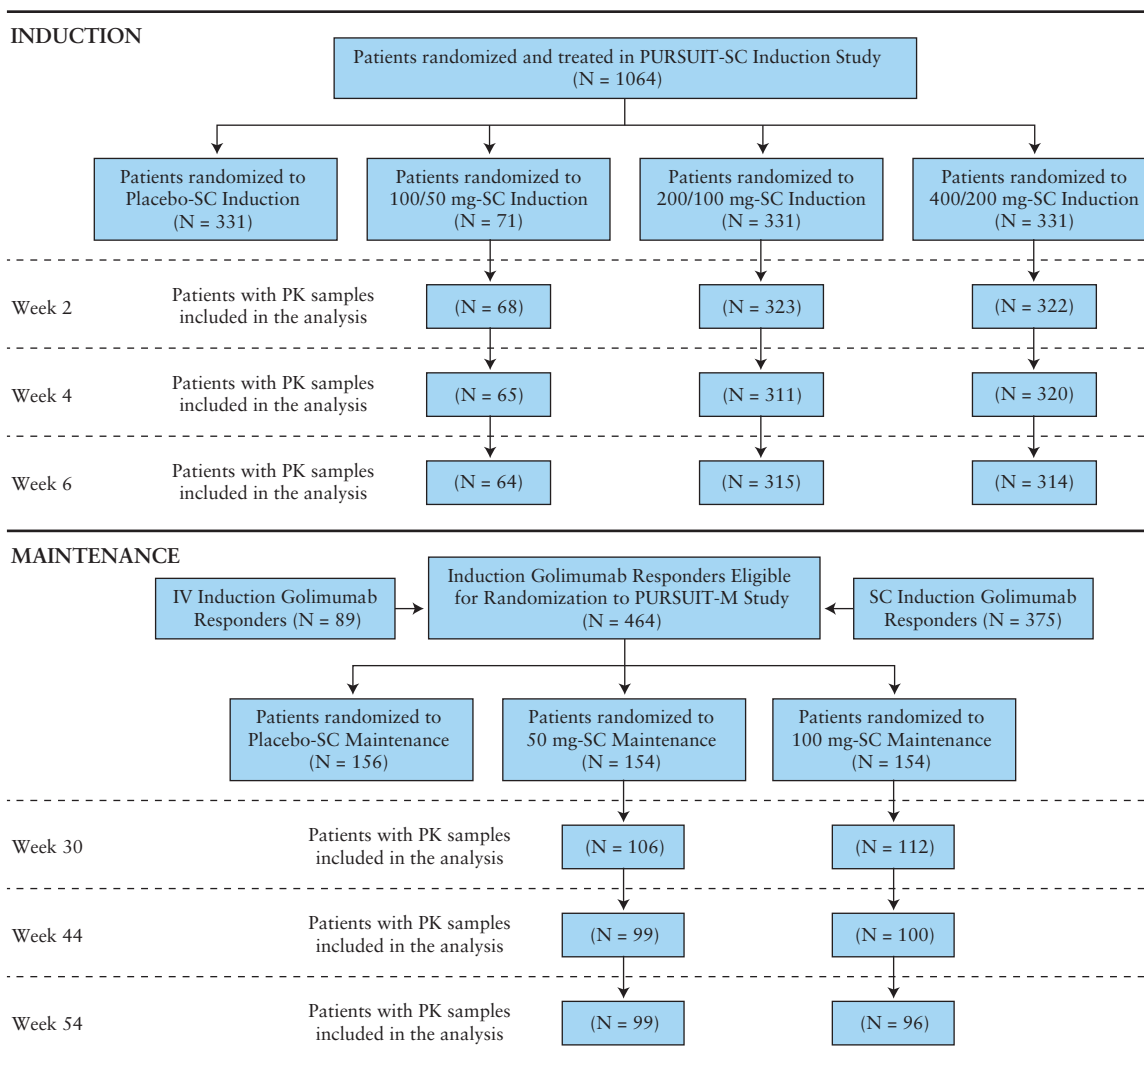 INDUCTION
Patients randomized and treated in PURSUIT-SC Induction Study
(N = 1064)
Patients randomized to
Placebo-SC Induction
(N = 331)
Patients randomized to
100/50 mg-SC Induction
(N = 71)
Patients randomized to
200/100 mg-SC Induction
(N = 331)
Patients randomized to
400/200 mg-SC Induction
(N = 331)
Week 2
Patients with PK samples
included in the analysis
(N = 68)
(N = 323)
(N = 322)
Week 4
Patients with PK samples
included in the analysis
(N = 65)
(N = 311)
(N = 320)
Week 6
Patients with PK samples
included in the analysis
(N = 64)
(N = 315)
(N = 314)
MAINTENANCE
IV Induction Golimumab
Responders (N = 89)
Induction Golimumab Responders Eligible
for Randomization to PURSUIT-M Study
(N = 464)
SC Induction Golimumab
Responders (N = 375)
Patients randomized to
Placebo-SC Maintenance
(N = 156)
Patients randomized to
50 mg-SC Maintenance
(N = 154)
Patients randomized to
100 mg-SC Maintenance
(N = 154)
Week 30
Patients with PK samples
included in the analysis
(N = 106)
(N = 112)
Week 44
Patients with PK samples
included in the analysis
(N = 99)
(N = 100)
Week 54
Patients with PK samples
included in the analysis
(N = 99)
(N = 96)